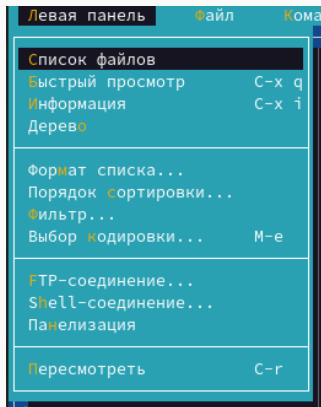 Левая панель Файл Кома
Список файлов
Быстрый просмотр C-x q
Информация C-x i
Дерево
Формат списка...
Порядок сортировки...
Фильтр...
Выбор кодировки... M-e
FTP-соединение...
Shell-соединение...
Панелизация
Пересмотреть C-r